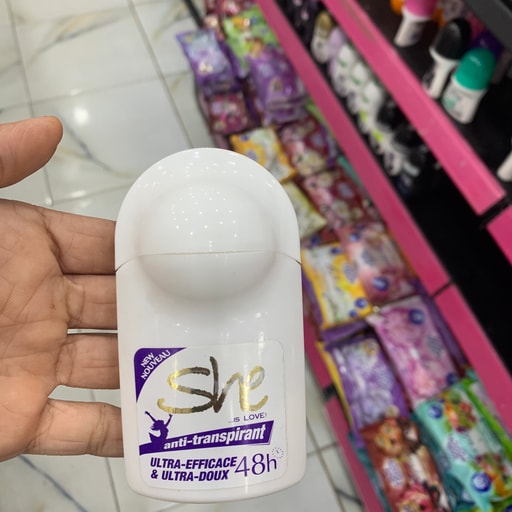 NEW
NOUVEAU
She
...IS LOVE!
anti-transpirant
ULTRA-EFFICACE
& ULTRA-DOUX 48h